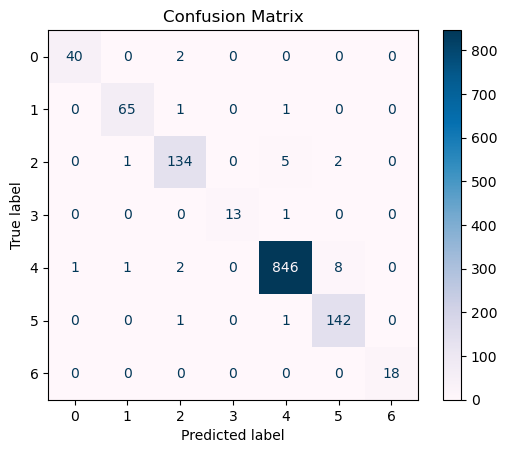 Confusion Matrix
0 40 0 2 0 0 0 0
1 0 65 1 0 1 0 0
2 0 1 134 0 5 2 0
3 0 0 0 13 1 0 0
4 1 1 2 0 846 8 0
5 0 0 1 0 1 142 0
6 0 0 0 0 0 0 18
0 1 2 3 4 5 6
Predicted label
True label
800
700
600
500
400
300
200
100
0